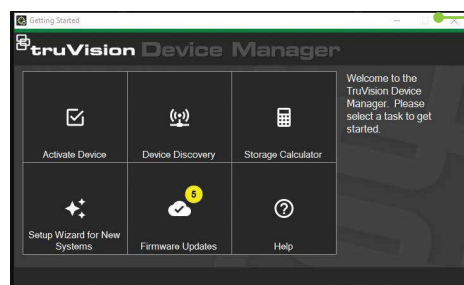 Getting Started
truVision Device Manager
Welcome to the
TruVision Device
Manager. Please
select a task to get
started.
Activate Device
Device Discovery
Storage Calculator
5
Setup Wizard for New
Systems
Firmware Updates
Help